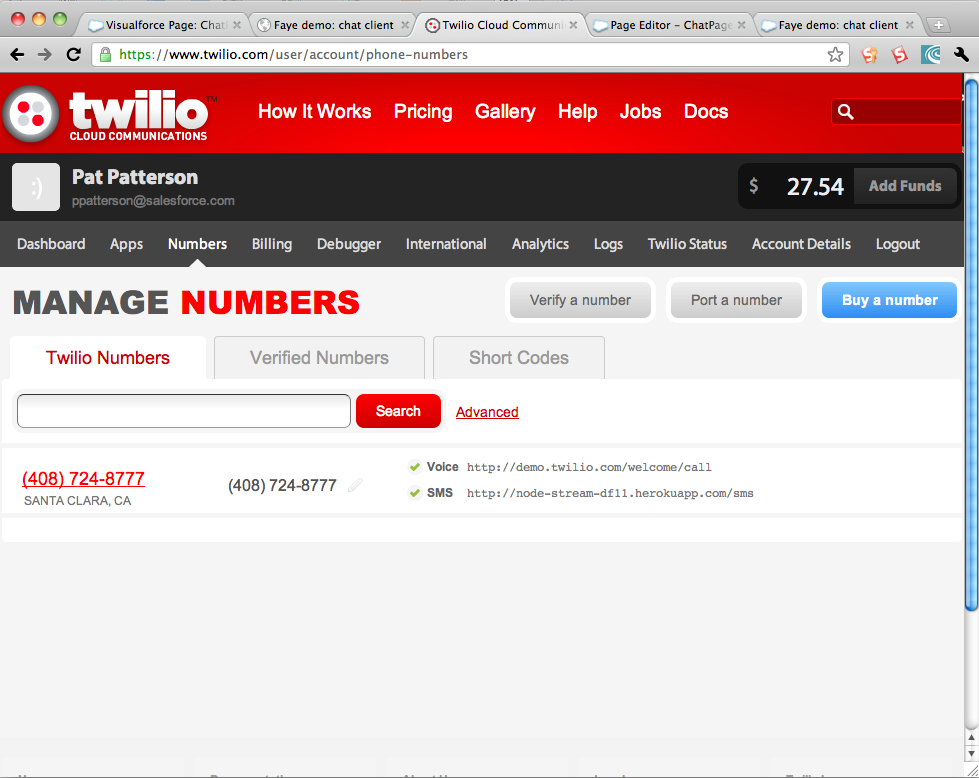 Visualforce Page: Chat
Faye demo: chat client
Twilio Cloud Communi
Page Editor – ChatPage
Faye demo: chat client
https://www.twilio.com/user/account/phone-numbers
twilio™
CLOUD COMMUNICATIONS
How It Works Pricing Gallery Help Jobs Docs
:)
Pat Patterson
ppatterson@salesforce.com
$ 27.54 Add Funds
Dashboard Apps Numbers Billing Debugger International Analytics Logs Twilio Status Account Details Logout
MANAGE NUMBERS
Verify a number Port a number Buy a number
Twilio Numbers Verified Numbers Short Codes
Search Advanced
(408) 724-8777
SANTA CLARA, CA
(408) 724-8777
Voice http://demo.twilio.com/welcome/call
SMS http://node-stream-df11.herokuapp.com/sms